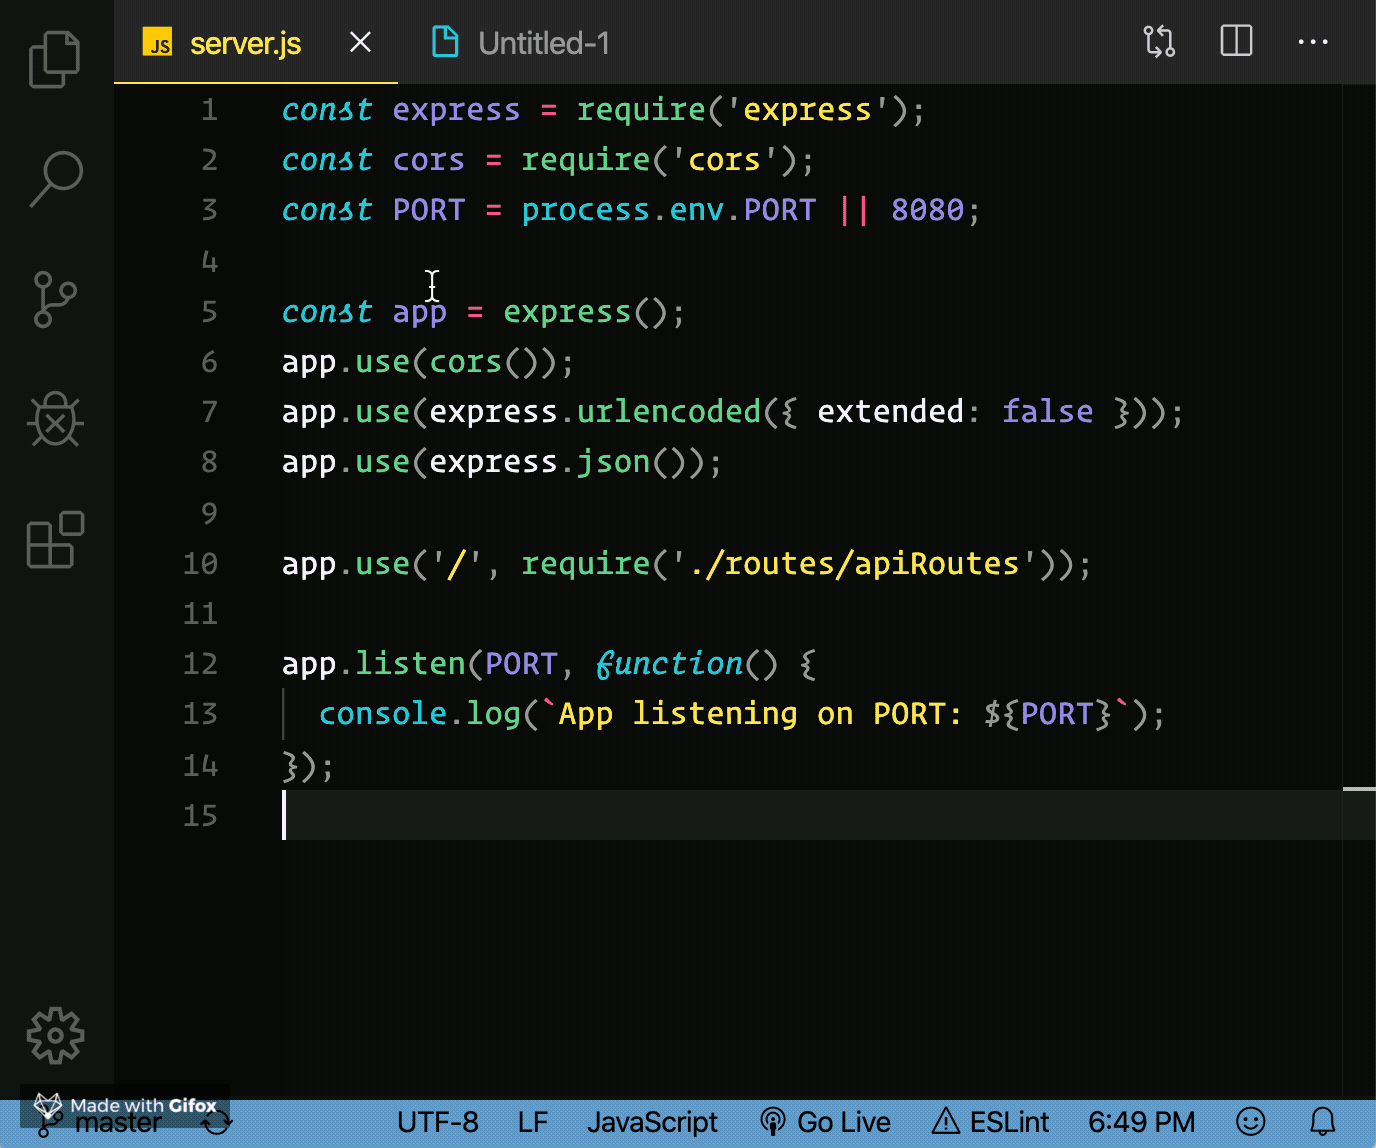 JS server.js Untitled-1
1 const express = require('express');
2 const cors = require('cors');
3 const PORT = process.env.PORT || 8080;
4
5 const app = express();
6 app.use(cors());
7 app.use(express.urlencoded({ extended: false }));
8 app.use(express.json());
9
10 app.use('/', require('./routes/apiRoutes'));
11
12 app.listen(PORT, function() {
13 console.log(`App listening on PORT: ${PORT}`);
14 });
15
Made with Gifox
master UTF-8 LF JavaScript Go Live ESLint 6:49 PM